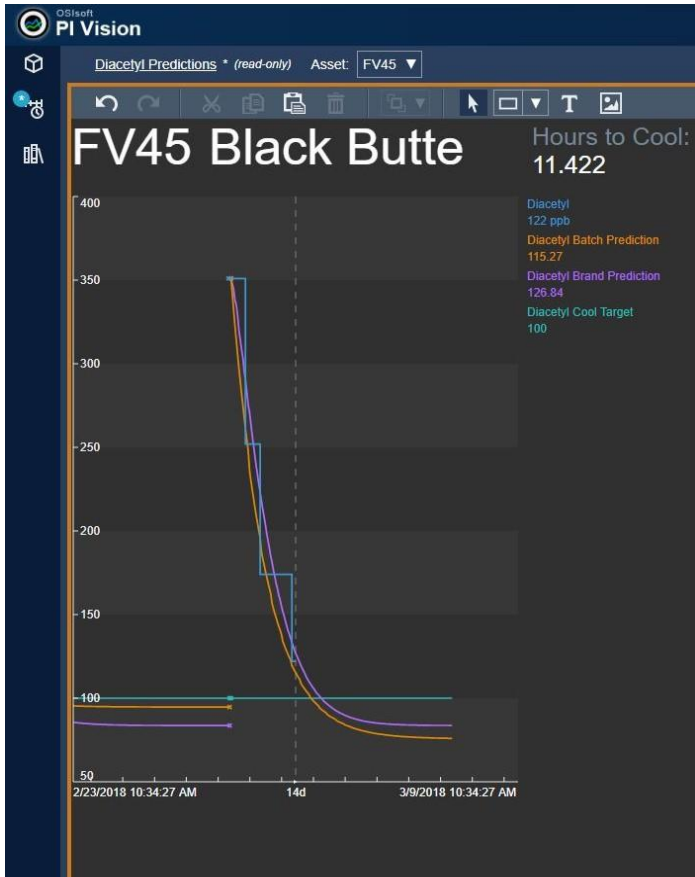 OSIsoft
PI Vision
Diacetyl Predictions * (read-only) Asset: FV45 ▼
T
FV45 Black Butte
Hours to Cool:
11.422
Diacetyl
122 ppb
Diacetyl Batch Prediction
115.27
Diacetyl Brand Prediction
126.84
Diacetyl Cool Target
100
400
350
300
250
200
150
100
50
2/23/2018 10:34:27 AM 14d 3/9/2018 10:34:27 AM